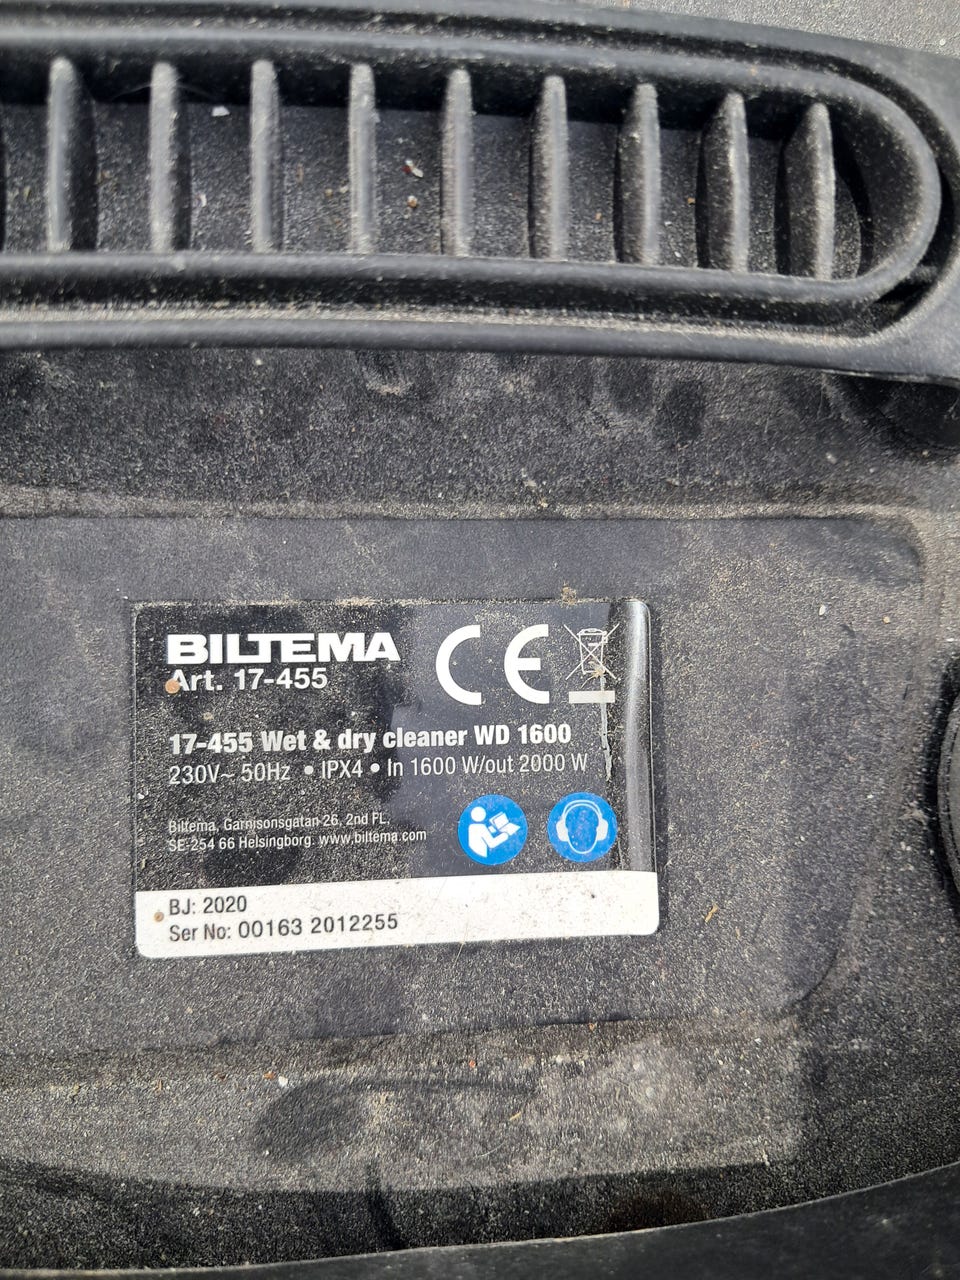 BILTEMA
Art. 17-455
CE
17-455 Wet & dry cleaner WD 1600
230V~ 50Hz • IPX4 • In 1600 W/out 2000 W
Biltema, Garnisonsgatan 26, 2nd FL,
SE-254 66 Helsingborg. www.biltema.com
BJ: 2020
Ser No: 00163 2012255